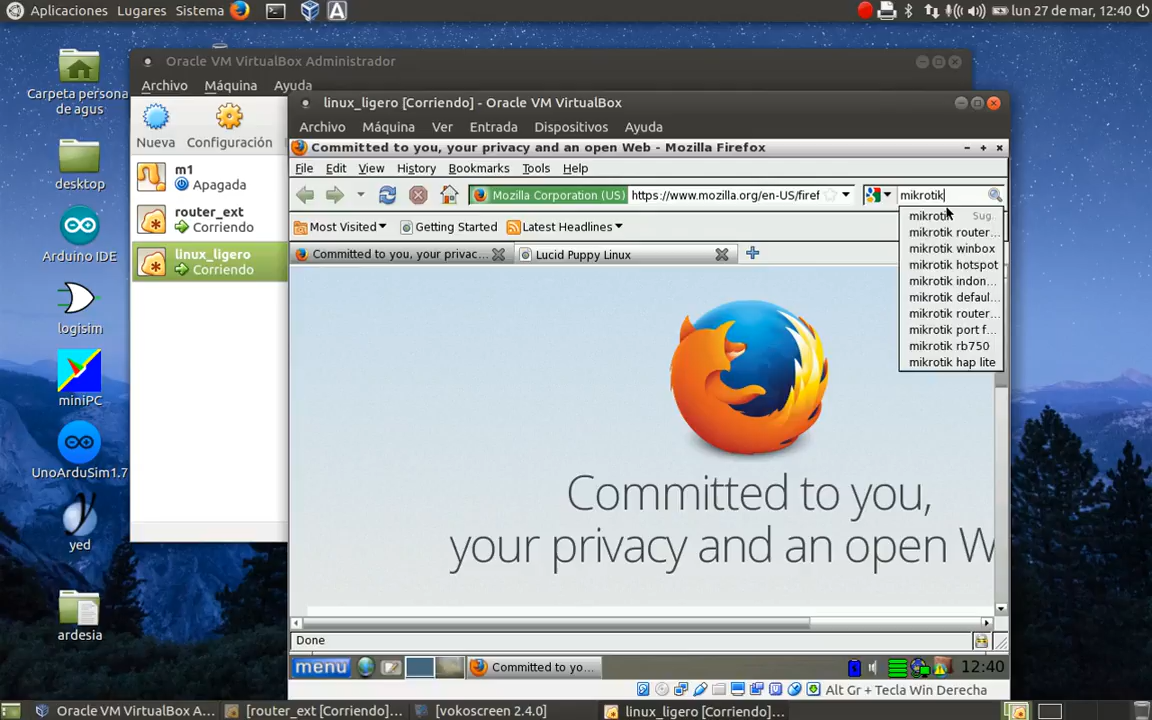 Aplicaciones Lugares Sistema
lun 27 de mar, 12:40
Carpeta persona
de agus
desktop
Arduino IDE
logisim
miniPC
UnoArduSim1.7
yed
ardesia
Oracle VM VirtualBox Administrador
Archivo Máquina Ayuda
Nueva Configuración
m1
Apagada
router_ext
Corriendo
linux_ligero
Corriendo
linux_ligero [Corriendo] - Oracle VM VirtualBox
Archivo Máquina Ver Entrada Dispositivos Ayuda
Committed to you, your privacy and an open Web - Mozilla Firefox
File Edit View History Bookmarks Tools Help
Mozilla Corporation (US) https://www.mozilla.org/en-US/firef mikrotik
Most Visited Getting Started Latest Headlines
Committed to you, your privac... Lucid Puppy Linux
mikrotik Sug.
mikrotik router...
mikrotik winbox
mikrotik hotspot
mikrotik indon...
mikrotik defaul...
mikrotik router...
mikrotik port f...
mikrotik rb750
mikrotik hap lite
Committed to you,
your privacy and an open W
Done
menu Committed to yo... 12:40
Alt Gr + Tecla Win Derecha
Oracle VM VirtualBox A... [router_ext [Corriendo]... [vokoscreen 2.4.0] linux_ligero [Corriendo]...